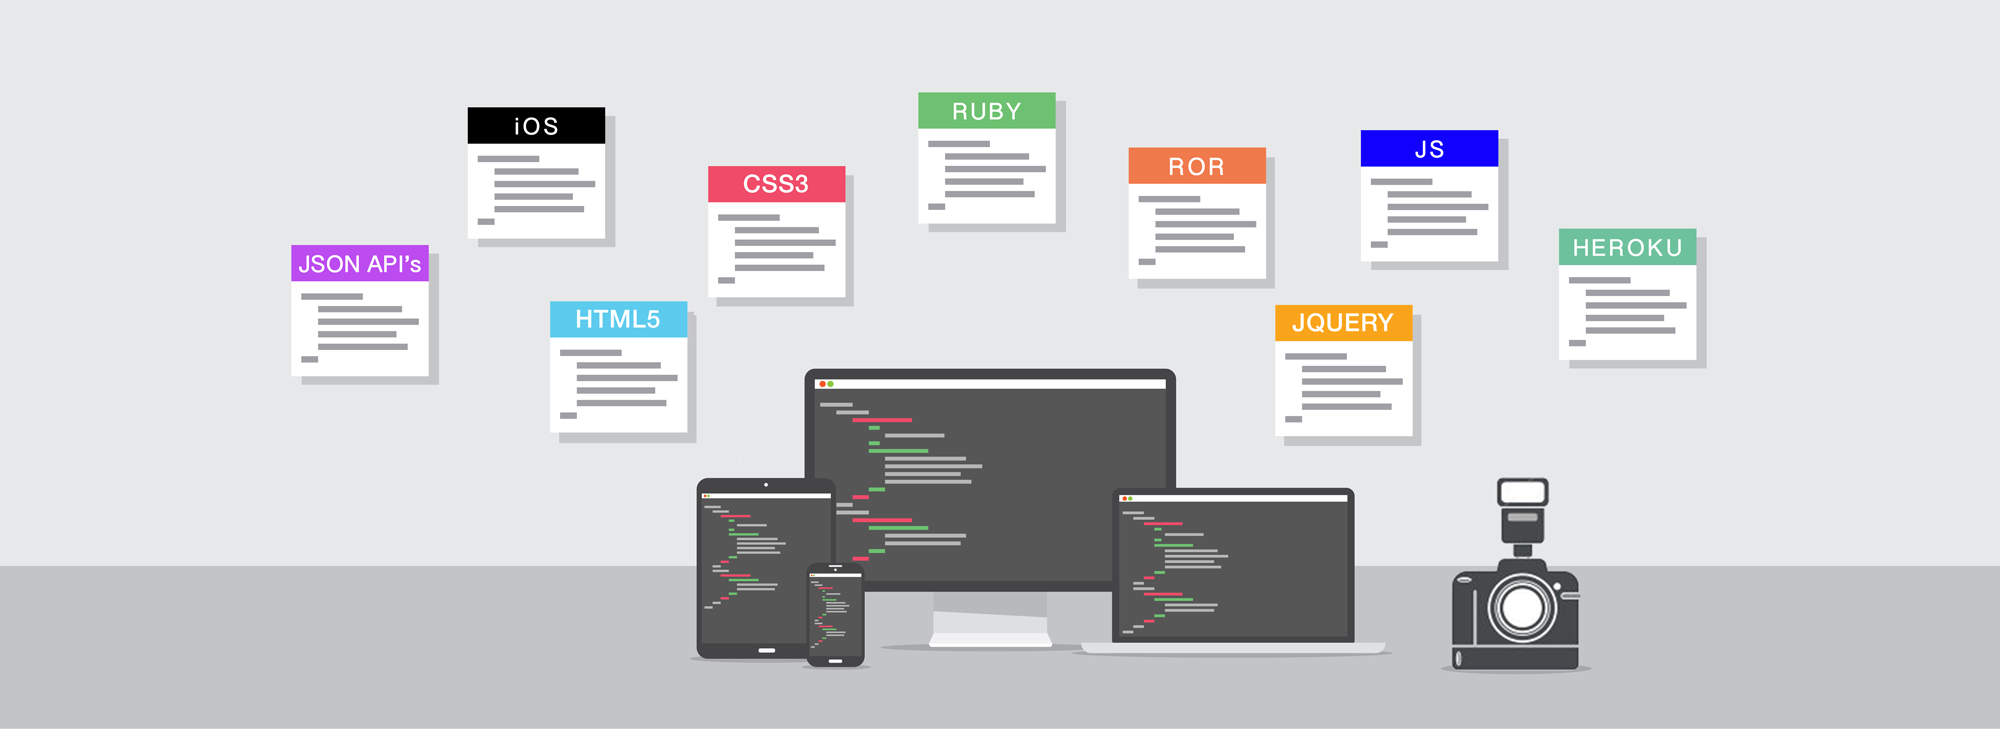 JSON API's
iOS
HTML5
CSS3
RUBY
ROR
JQUERY
JS
HEROKU